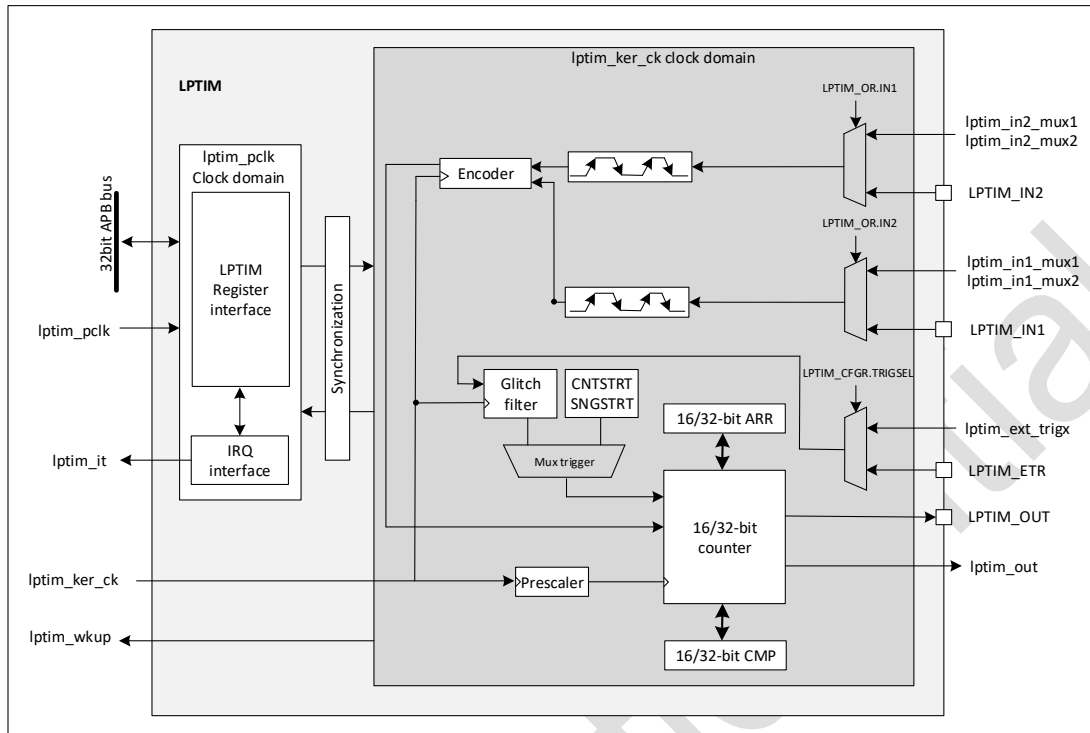 lptim_ker_ck clock domain
LPTIM
LPTIM_OR.IN1
lptim_in2_mux1
lptim_in2_mux2
LPTIM_IN2
lptim_pclk
Clock domain
Encoder
32bit APB bus
LPTIM
Register
interface
Synchronization
LPTIM_OR.IN2
lptim_in1_mux1
lptim_in1_mux2
LPTIM_IN1
lptim_pclk
LPTIM_CFGR.TRIGSEL
Glitch
filter
CNTSTRT
SNGSTRT
16/32-bit ARR
lptim_ext_trigx
LPTIM_ETR
IRQ
interface
lptim_it
Mux trigger
16/32-bit
counter
LPTIM_OUT
lptim_out
lptim_ker_ck
Prescaler
lptim_wkup
16/32-bit CMP